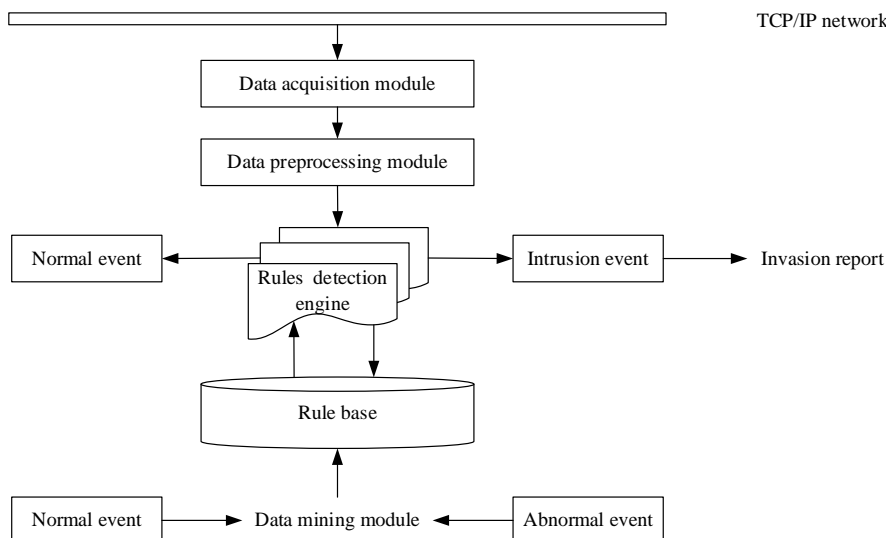 TCP/IP network
Data acquisition module
Data preprocessing module
Normal event
Rules detection
engine
Intrusion event
Invasion report
Rule base
Normal event
Data mining module
Abnormal event